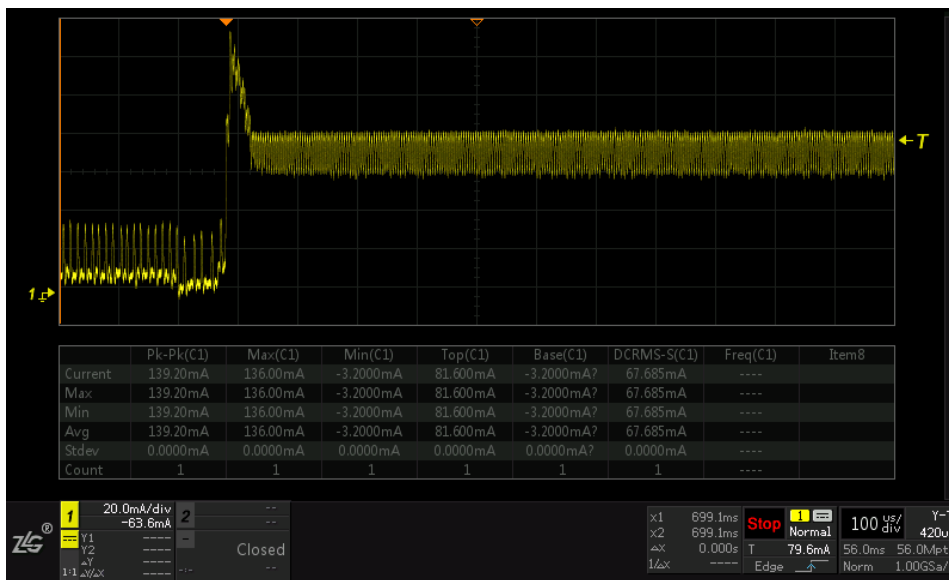 T
1
Pk-Pk(C1) Max(C1) Min(C1) Top(C1) Base(C1) DCRMS-S(C1) Freq(C1) Item8
Current 139.20mA 136.00mA -3.2000mA 81.600mA -3.2000mA? 67.685mA ----
Max 139.20mA 136.00mA -3.2000mA 81.600mA -3.2000mA? 67.685mA ----
Min 139.20mA 136.00mA -3.2000mA 81.600mA -3.2000mA? 67.685mA ----
Avg 139.20mA 136.00mA -3.2000mA 81.600mA -3.2000mA? 67.685mA ----
Stdev 0.0000mA 0.0000mA 0.0000mA 0.0000mA 0.0000mA? 0.0000mA ----
Count 1 1 1 1 1 1 ----
ZLG®
1 20.0mA/div 2 --
-63.6mA --
Y1 ---- -
Y2 ----
△Y ---- Closed
1:1 △Y/△X ---- -:- --
x1 699.1ms Stop 1 100 us/div Y-T
x2 699.1ms Normal 420u
△X 0.000s T 79.6mA 56.0ms 56.0Mpt
1/△x ---- Edge Norm 1.00GSa/